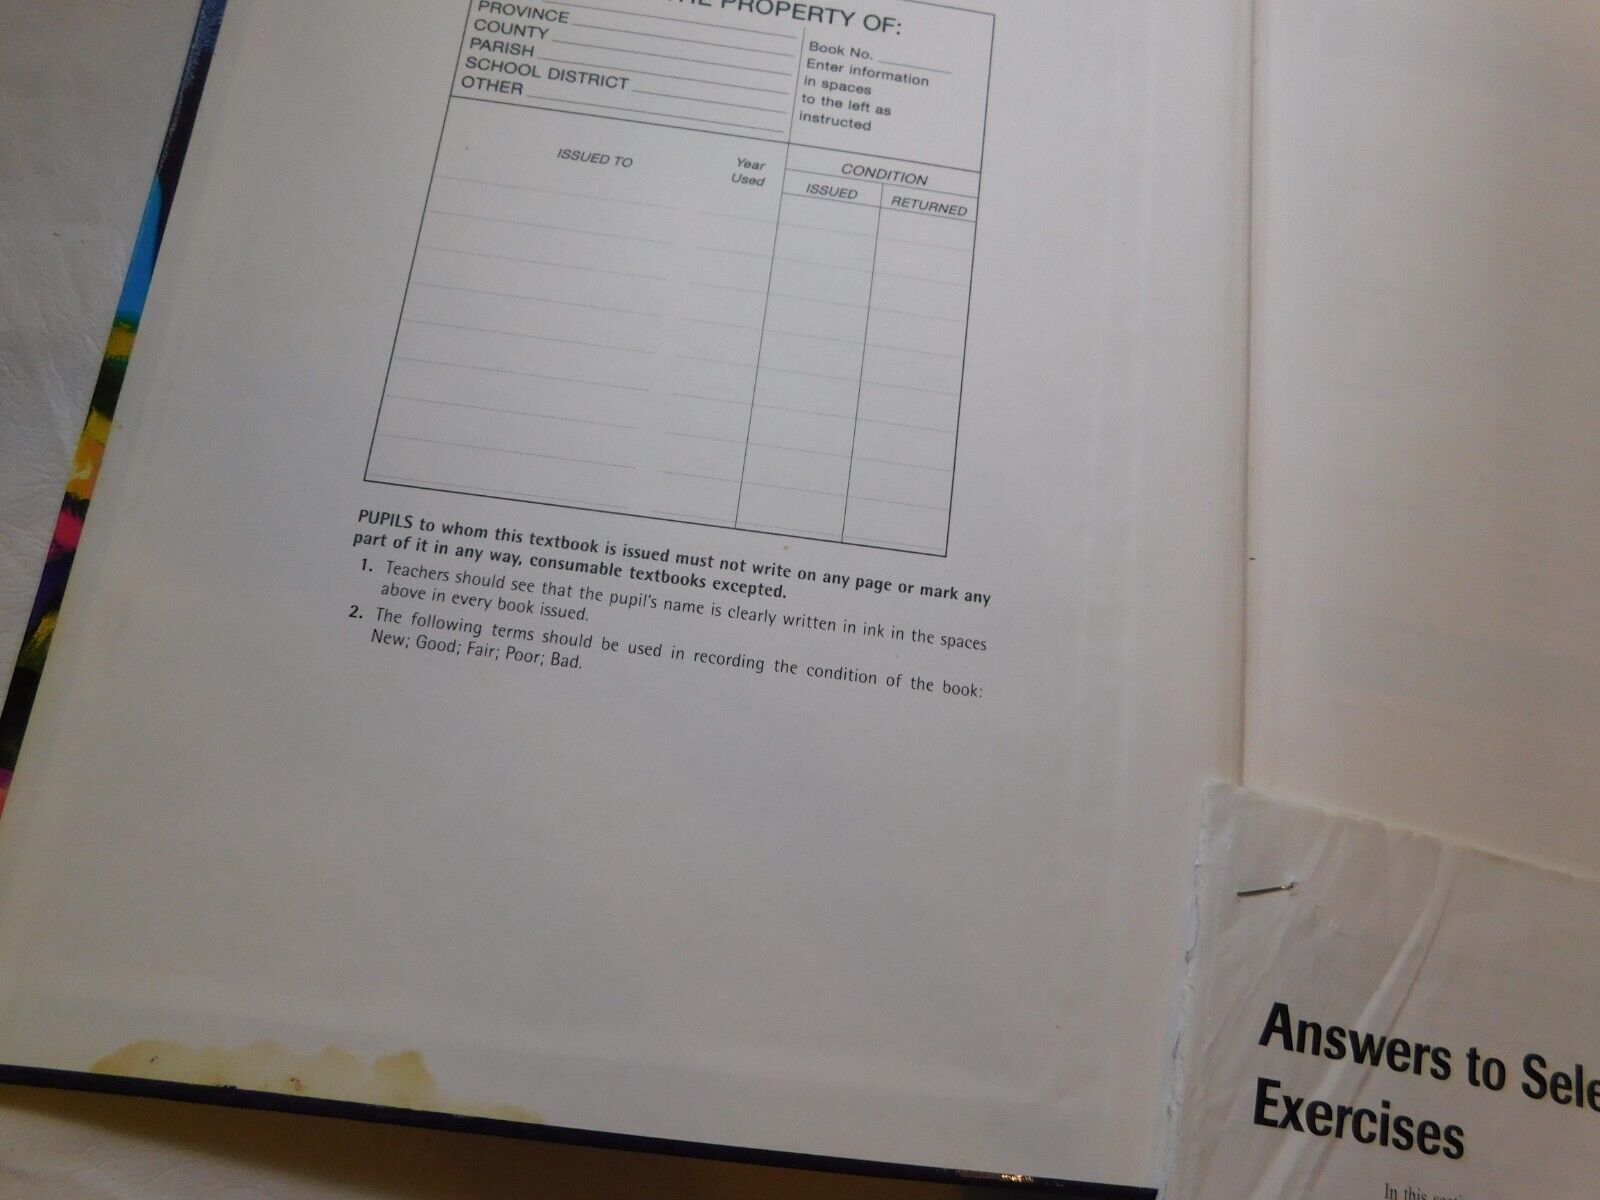 THE PROPERTY OF:
PROVINCE
COUNTY
PARISH
SCHOOL DISTRICT
OTHER
Book No.
Enter information
in spaces
to the left as
instructed
ISSUED TO
Year
Used
CONDITION
ISSUED
RETURNED
PUPILS to whom this textbook is issued must not write on any page or mark any
part of it in any way, consumable textbooks excepted.
1. Teachers should see that the pupil's name is clearly written in ink in the spaces
above in every book issued.
2. The following terms should be used in recording the condition of the book:
New; Good; Fair; Poor; Bad.
Answers to Sele
Exercises
In this